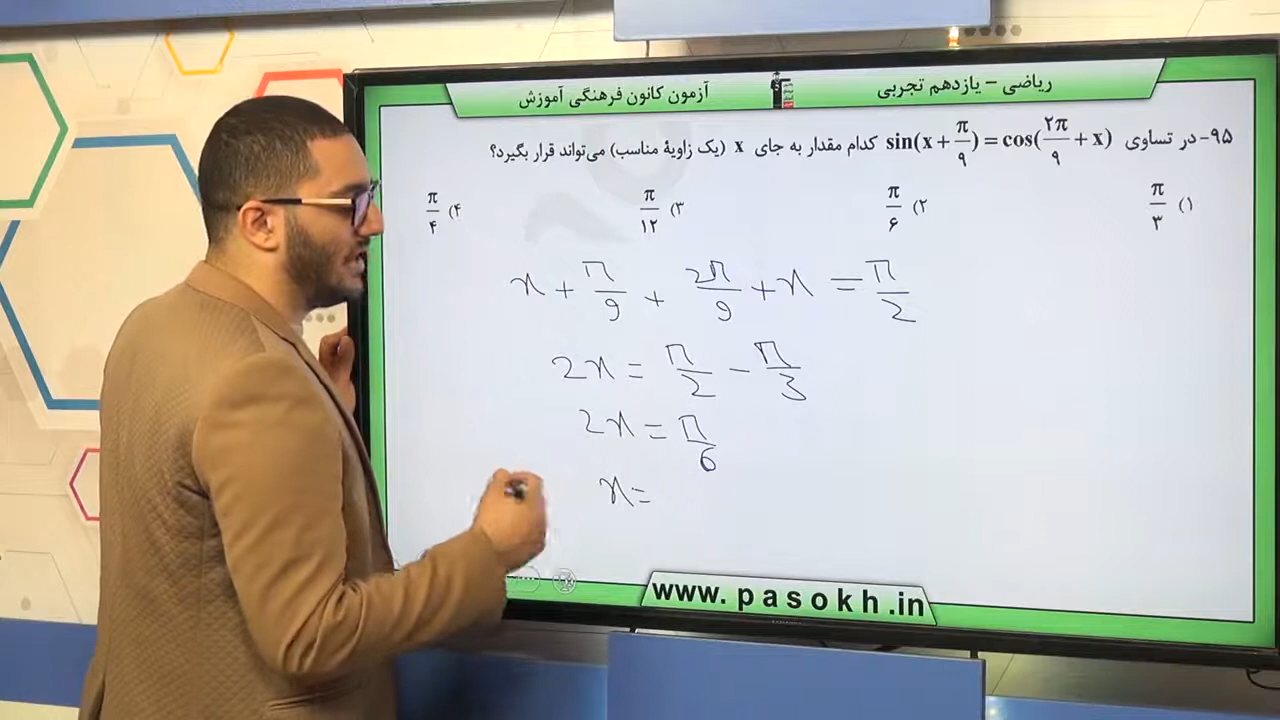 ریاضی - یازدهم تجربی
آزمون کانون فرهنگی آموزش
۹۵- در تساوی sin(x + π/۹) = cos(۲π/۹ + x) کدام مقدار به جای x (یک زاویهٔ مناسب) می‌تواند قرار بگیرد؟
۱) π/۳ ۲) π/۶ ۳) π/۱۲ ۴) π/۴
x + π/9 + 2π/9 + x = π/2
2x = π/2 - π/3
2x = π/6
x =
www.pasokh.in